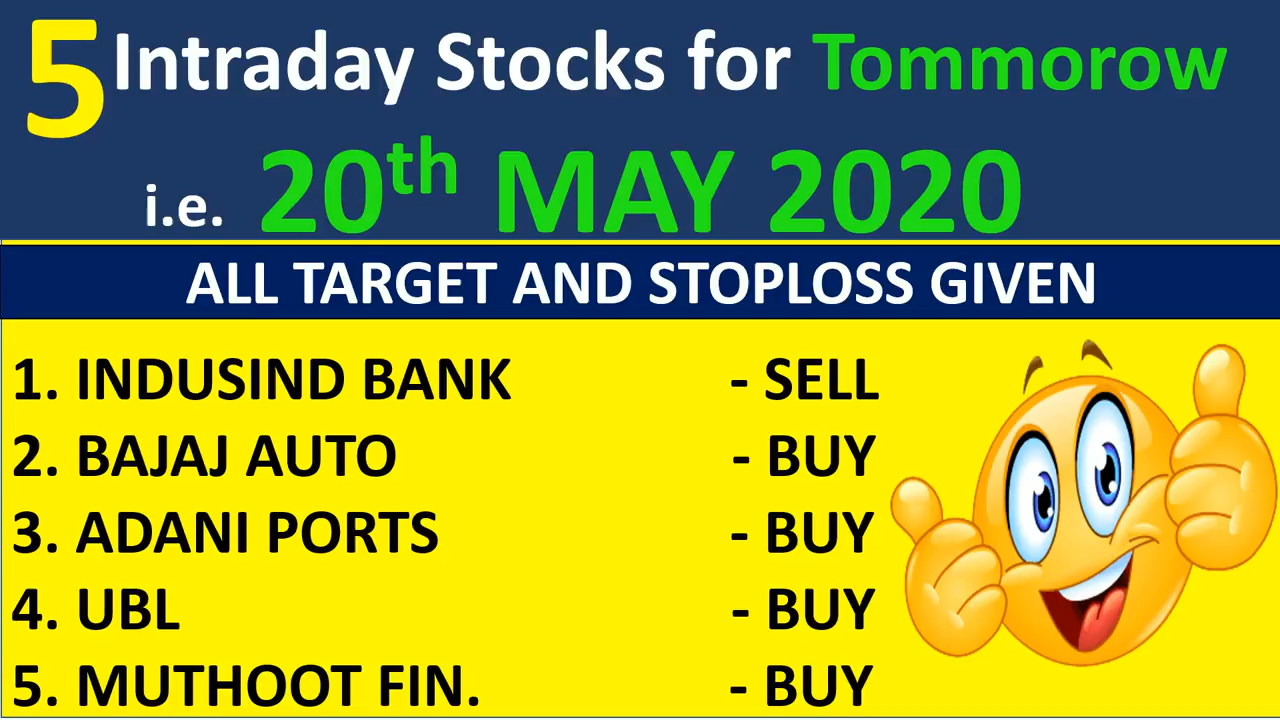 5 Intraday Stocks for Tommorow
i.e. 20th MAY 2020
ALL TARGET AND STOPLOSS GIVEN
1. INDUSIND BANK - SELL
2. BAJAJ AUTO - BUY
3. ADANI PORTS - BUY
4. UBL - BUY
5. MUTHOOT FIN. - BUY